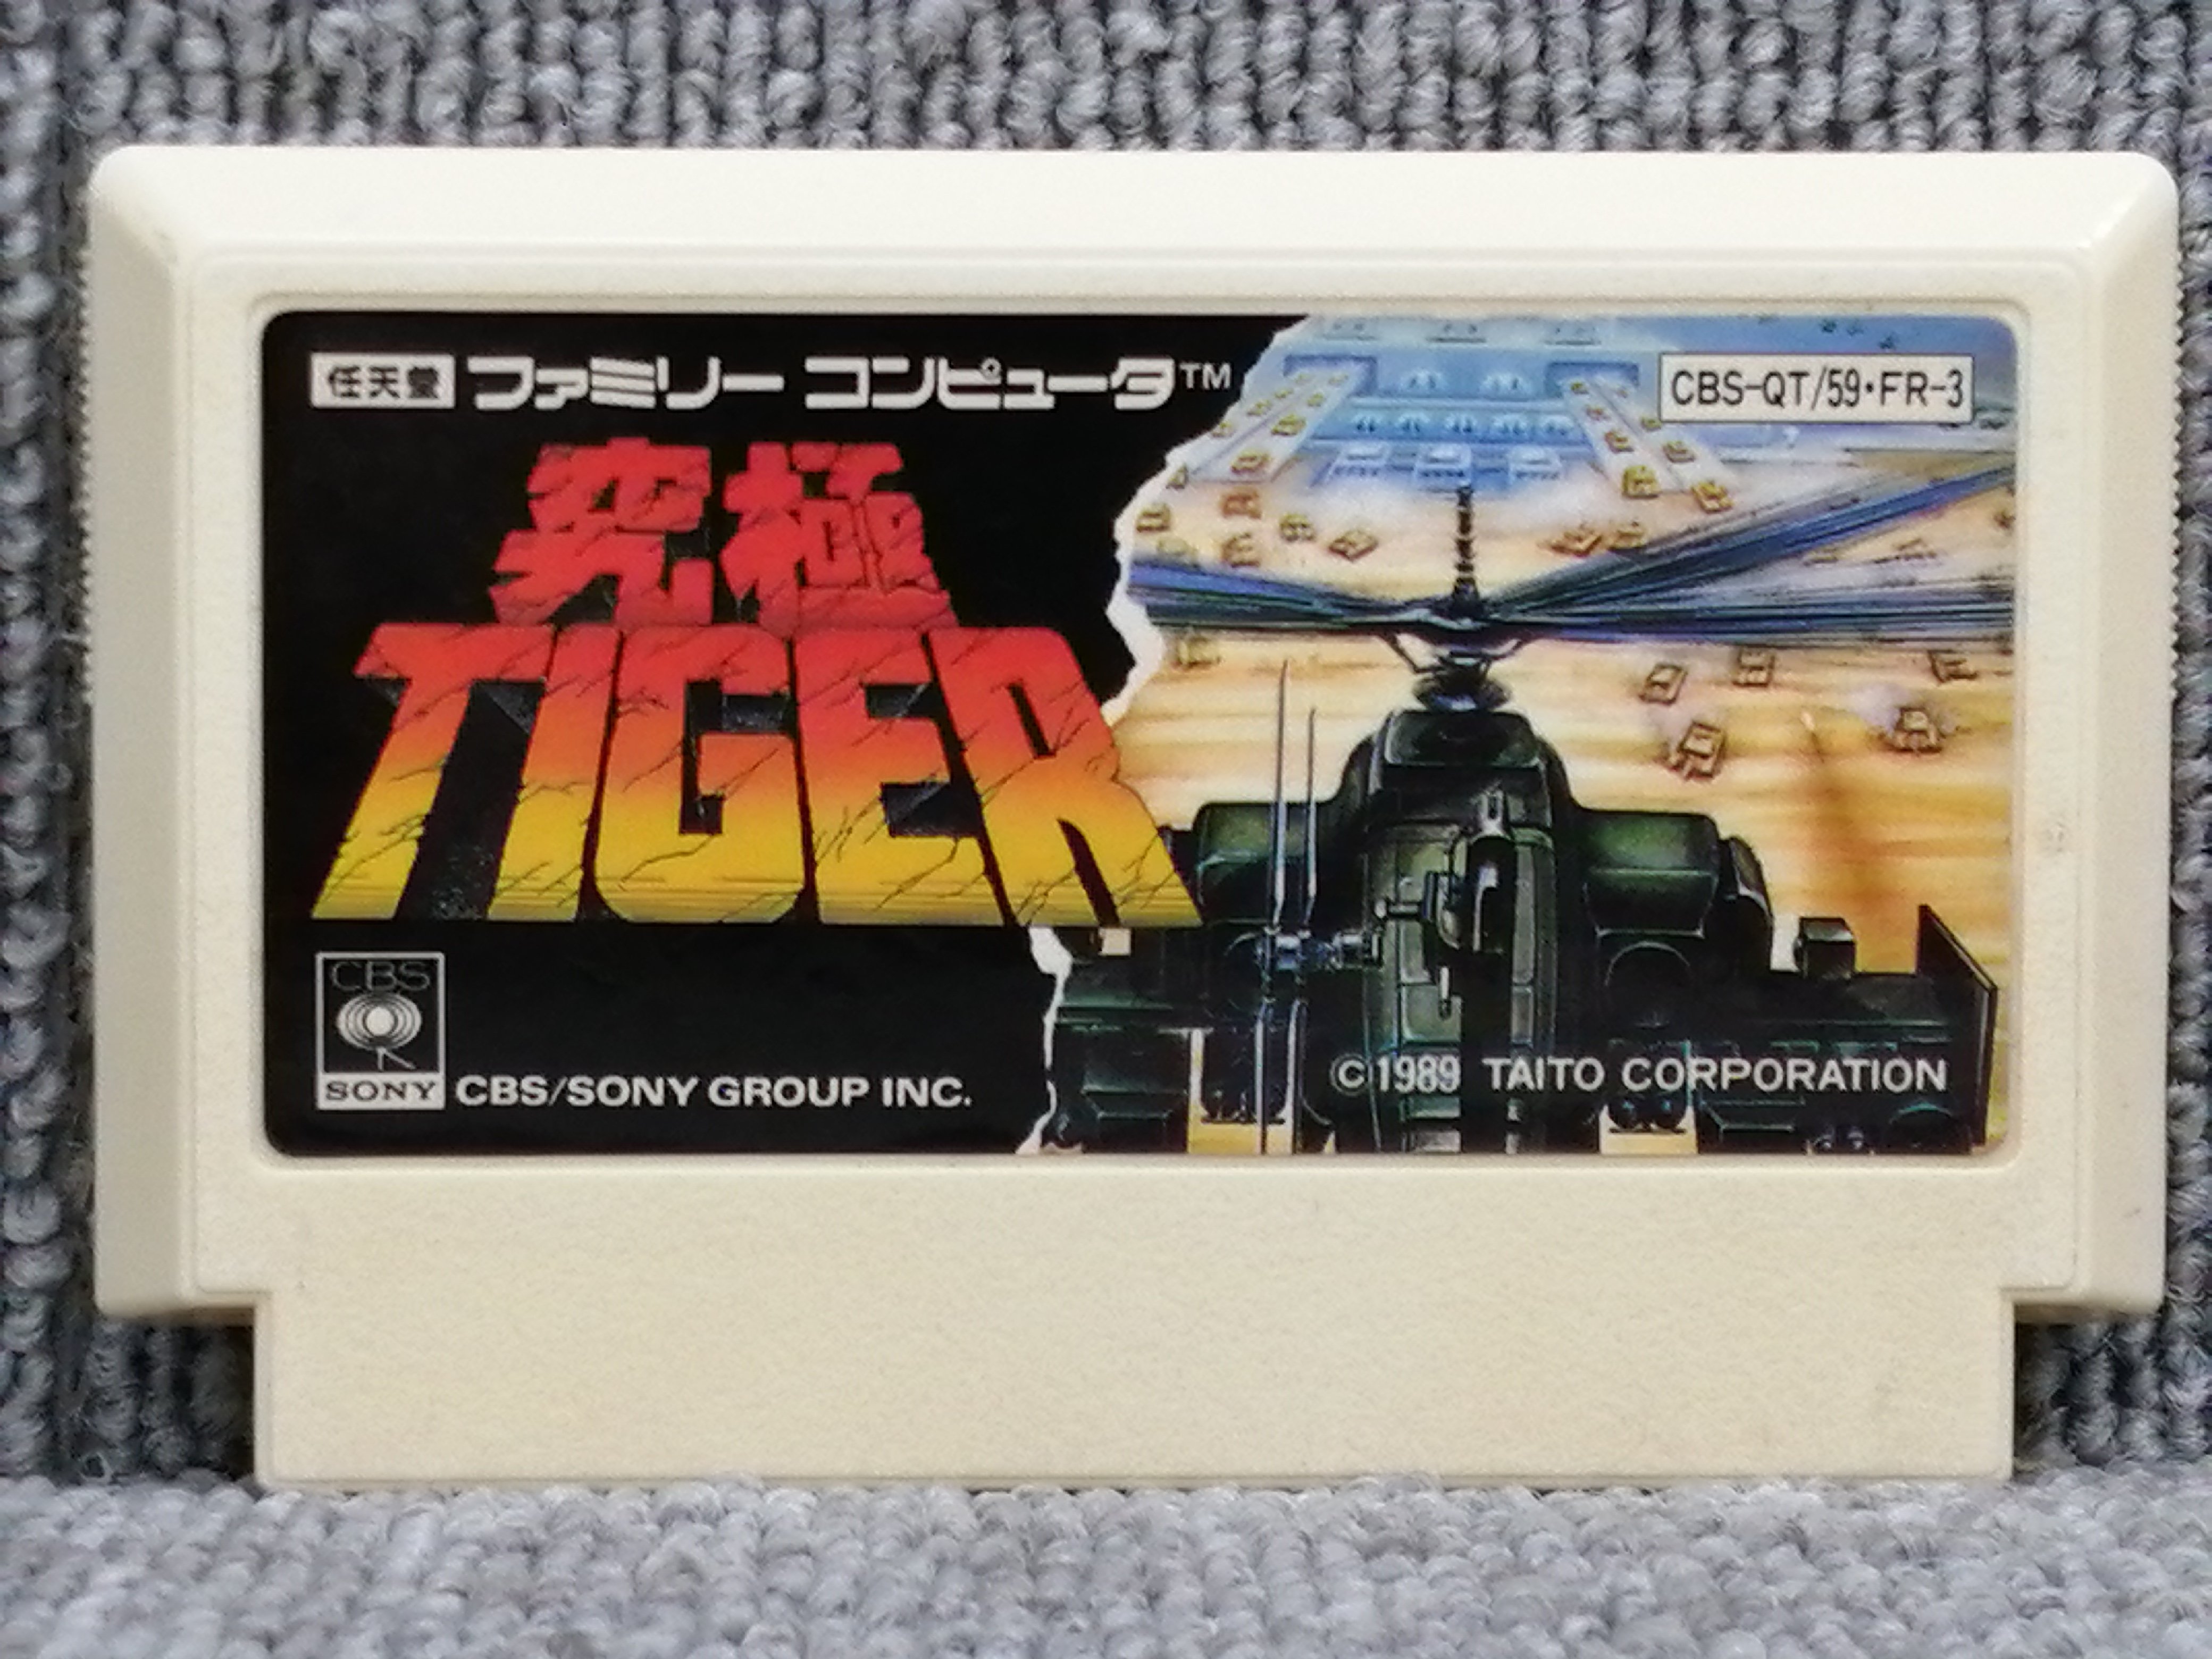 任天堂 ファミリー コンピュータ™
CBS-QT/59・FR-3
究極
TIGER
CBS
SONY
CBS/SONY GROUP INC.
©1989 TAITO CORPORATION